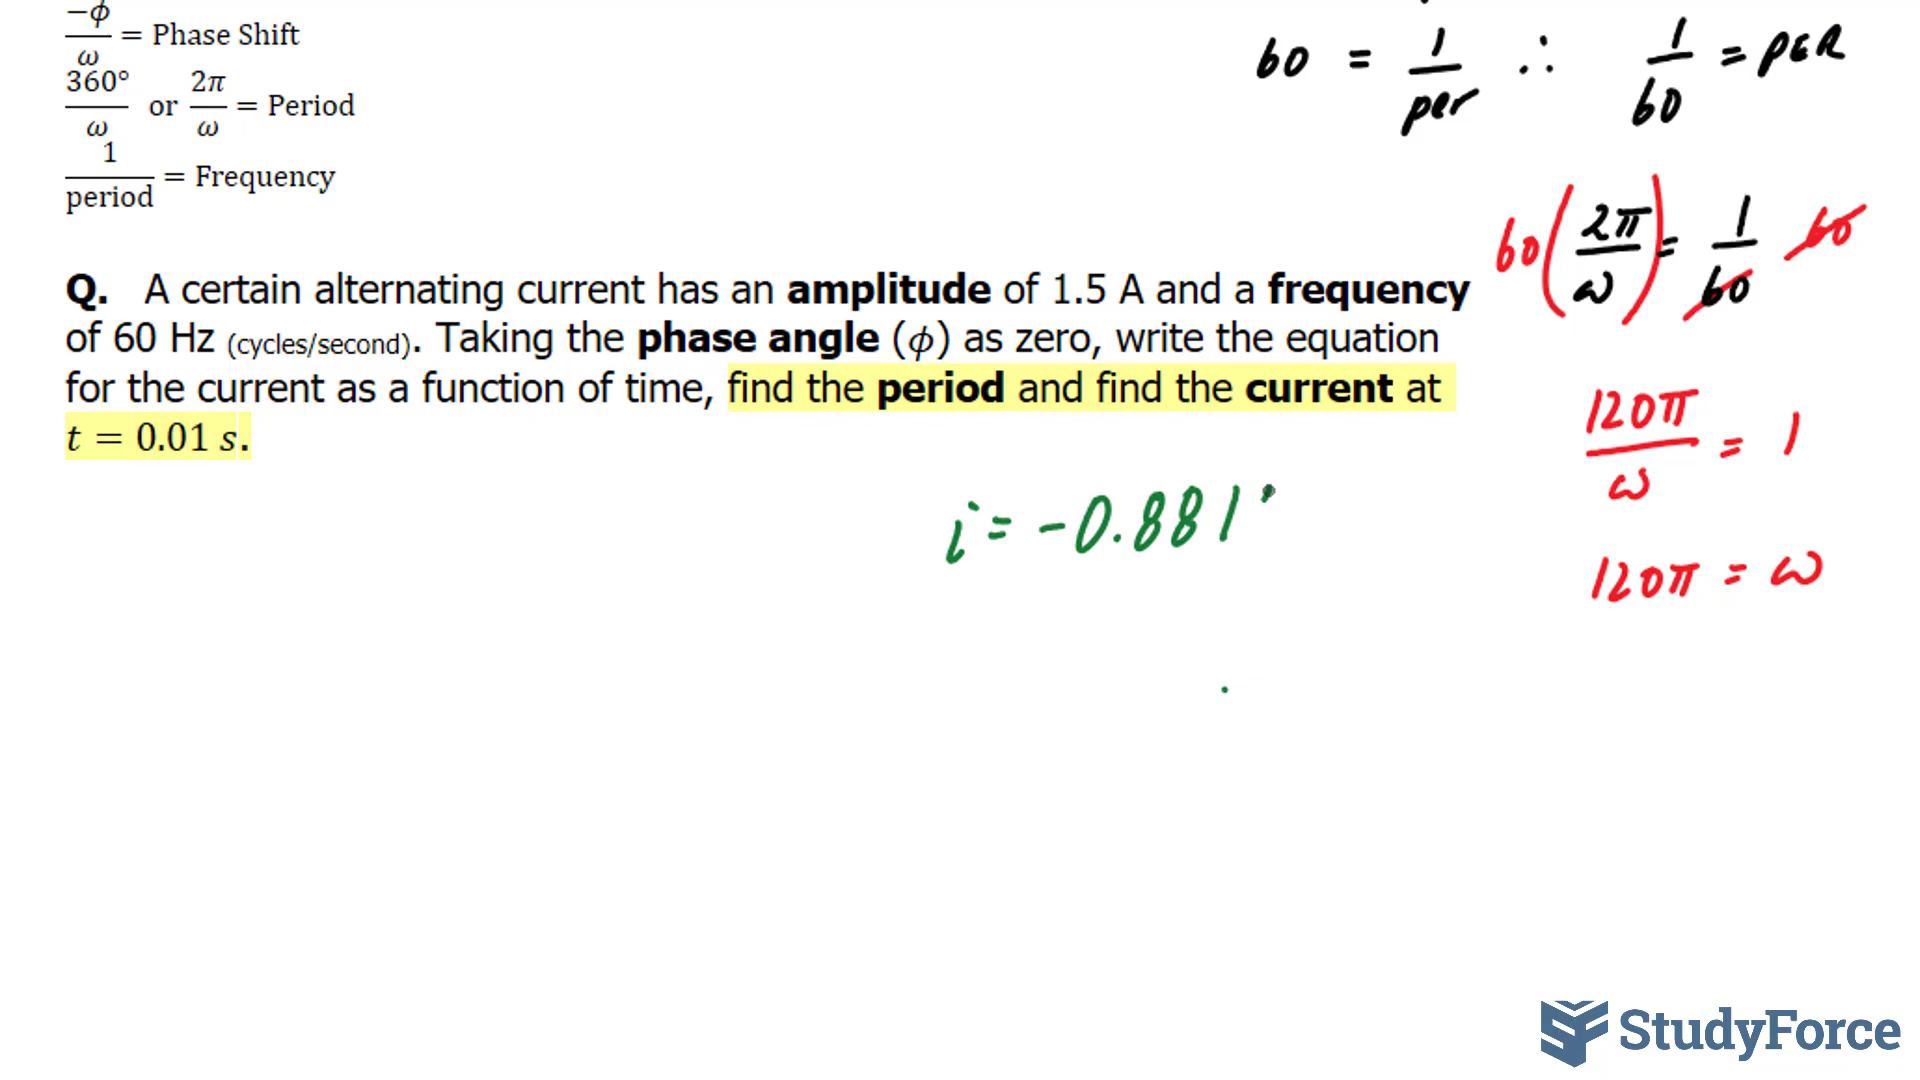 −ϕ/ω = Phase Shift
360°/ω or 2π/ω = Period
1/period = Frequency
60 = 1/per ∴ 1/60 = PER
60(2π/ω) = 1/60 60
Q. A certain alternating current has an amplitude of 1.5 A and a frequency
of 60 Hz (cycles/second). Taking the phase angle (ϕ) as zero, write the equation
for the current as a function of time, find the period and find the current at
t = 0.01 s.
120π/ω = 1
i = -0.881
120π = ω
StudyForce